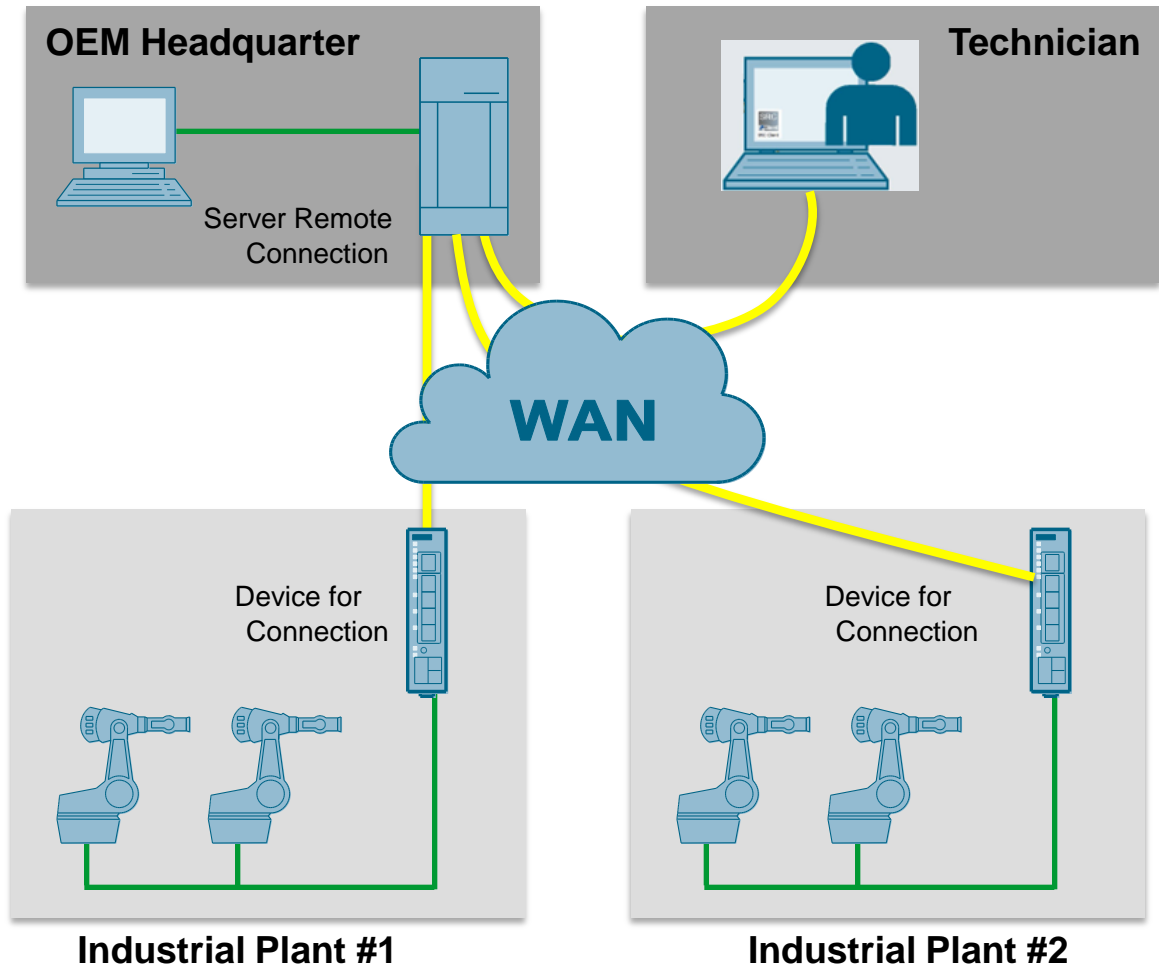 OEM Headquarter
Technician
Server Remote
Connection
WAN
Device for
Connection
Device for
Connection
Industrial Plant #1
Industrial Plant #2